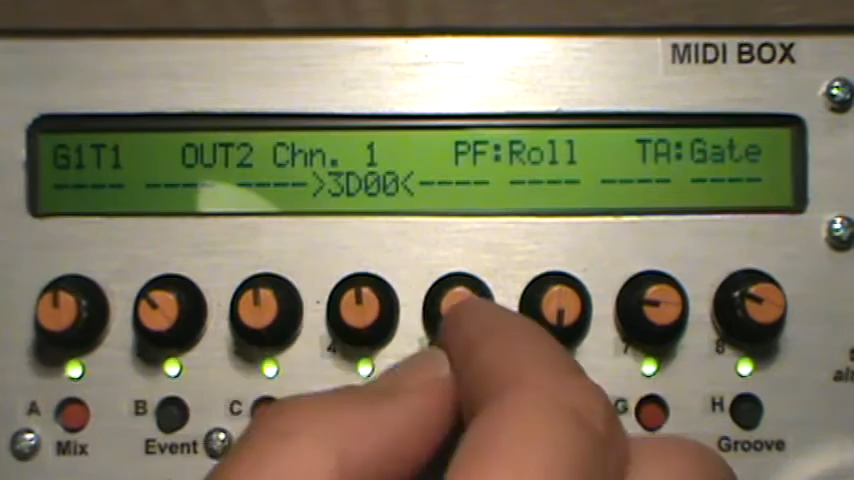 MIDI BOX
G1T1 OUT2 Chn. 1 PF:Roll TA:Gate
---- ---- ---->3D00<---- ---- ---- ----
4 7 8
A B C G H
Mix Event Groove